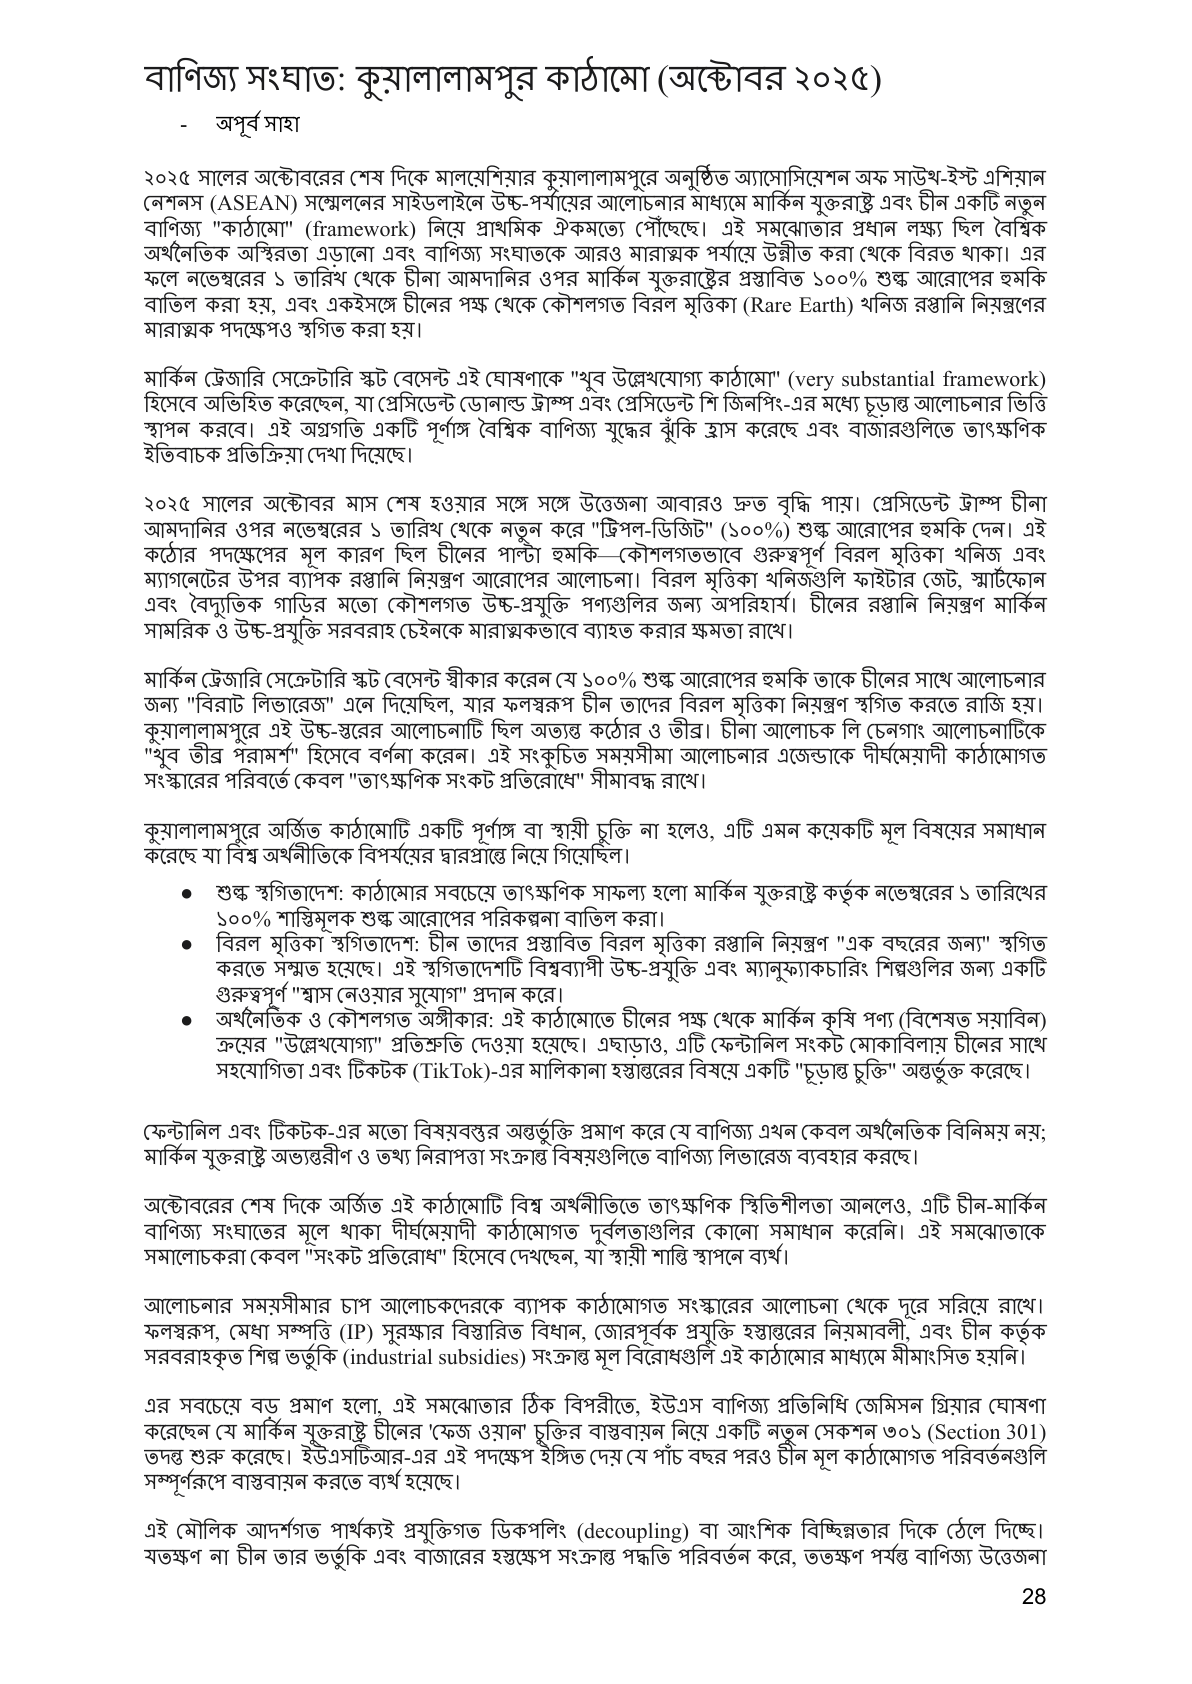 বাণিজ্য সংঘাত: কুয়ালালামপুর কাঠামো (অক্টোবর ২০২৫)
- অপূর্ব সাহা
২০২৫ সালের অক্টোবরের শেষ দিকে মালয়েশিয়ার কুয়ালালামপুরে অনুষ্ঠিত অ্যাসোসিয়েশন অফ সাউথ-ইস্ট এশিয়ান
নেশনস (ASEAN) সম্মেলনের সাইডলাইনে উচ্চ-পর্যায়ের আলোচনার মাধ্যমে মার্কিন যুক্তরাষ্ট্র এবং চীন একটি নতুন
বাণিজ্য "কাঠামো" (framework) নিয়ে প্রাথমিক ঐকমত্যে পৌঁছেছে। এই সমঝোতার প্রধান লক্ষ্য ছিল বৈশ্বিক
অর্থনৈতিক অস্থিরতা এড়ানো এবং বাণিজ্য সংঘাতকে আরও মারাত্মক পর্যায়ে উন্নীত করা থেকে বিরত থাকা। এর
ফলে নভেম্বরের ১ তারিখ থেকে চীনা আমদানির ওপর মার্কিন যুক্তরাষ্ট্রের প্রস্তাবিত ১০০% শুল্ক আরোপের হুমকি
বাতিল করা হয়, এবং একইসঙ্গে চীনের পক্ষ থেকে কৌশলগত বিরল মৃত্তিকা (Rare Earth) খনিজ রপ্তানি নিয়ন্ত্রণের
মারাত্মক পদক্ষেপও স্থগিত করা হয়।
মার্কিন ট্রেজারি সেক্রেটারি স্কট বেসেন্ট এই ঘোষণাকে "খুব উল্লেখযোগ্য কাঠামো" (very substantial framework)
হিসেবে অভিহিত করেছেন, যা প্রেসিডেন্ট ডোনাল্ড ট্রাম্প এবং প্রেসিডেন্ট শি জিনপিং-এর মধ্যে চূড়ান্ত আলোচনার ভিত্তি
স্থাপন করবে। এই অগ্রগতি একটি পূর্ণাঙ্গ বৈশ্বিক বাণিজ্য যুদ্ধের ঝুঁকি হ্রাস করেছে এবং বাজারগুলিতে তাৎক্ষণিক
ইতিবাচক প্রতিক্রিয়া দেখা দিয়েছে।
২০২৫ সালের অক্টোবর মাস শেষ হওয়ার সঙ্গে সঙ্গে উত্তেজনা আবারও দ্রুত বৃদ্ধি পায়। প্রেসিডেন্ট ট্রাম্প চীনা
আমদানির ওপর নভেম্বরের ১ তারিখ থেকে নতুন করে "ট্রিপল-ডিজিট" (১০০%) শুল্ক আরোপের হুমকি দেন। এই
কঠোর পদক্ষেপের মূল কারণ ছিল চীনের পাল্টা হুমকি—কৌশলগতভাবে গুরুত্বপূর্ণ বিরল মৃত্তিকা খনিজ এবং
ম্যাগনেটের উপর ব্যাপক রপ্তানি নিয়ন্ত্রণ আরোপের আলোচনা। বিরল মৃত্তিকা খনিজগুলি ফাইটার জেট, স্মার্টফোন
এবং বৈদ্যুতিক গাড়ির মতো কৌশলগত উচ্চ-প্রযুক্তি পণ্যগুলির জন্য অপরিহার্য। চীনের রপ্তানি নিয়ন্ত্রণ মার্কিন
সামরিক ও উচ্চ-প্রযুক্তি সরবরাহ চেইনকে মারাত্মকভাবে ব্যাহত করার ক্ষমতা রাখে।
মার্কিন ট্রেজারি সেক্রেটারি স্কট বেসেন্ট স্বীকার করেন যে ১০০% শুল্ক আরোপের হুমকি তাকে চীনের সাথে আলোচনার
জন্য "বিরাট লিভারেজ" এনে দিয়েছিল, যার ফলস্বরূপ চীন তাদের বিরল মৃত্তিকা নিয়ন্ত্রণ স্থগিত করতে রাজি হয়।
কুয়ালালামপুরে এই উচ্চ-স্তরের আলোচনাটি ছিল অত্যন্ত কঠোর ও তীব্র। চীনা আলোচক লি চেনগাং আলোচনাটিকে
"খুব তীব্র পরামর্শ" হিসেবে বর্ণনা করেন। এই সংকুচিত সময়সীমা আলোচনার এজেন্ডাকে দীর্ঘমেয়াদী কাঠামোগত
সংস্কারের পরিবর্তে কেবল "তাৎক্ষণিক সংকট প্রতিরোধে" সীমাবদ্ধ রাখে।
কুয়ালালামপুরে অর্জিত কাঠামোটি একটি পূর্ণাঙ্গ বা স্থায়ী চুক্তি না হলেও, এটি এমন কয়েকটি মূল বিষয়ের সমাধান
করেছে যা বিশ্ব অর্থনীতিকে বিপর্যয়ের দ্বারপ্রান্তে নিয়ে গিয়েছিল।
● শুল্ক স্থগিতাদেশ: কাঠামোর সবচেয়ে তাৎক্ষণিক সাফল্য হলো মার্কিন যুক্তরাষ্ট্র কর্তৃক নভেম্বরের ১ তারিখের
১০০% শাস্তিমূলক শুল্ক আরোপের পরিকল্পনা বাতিল করা।
● বিরল মৃত্তিকা স্থগিতাদেশ: চীন তাদের প্রস্তাবিত বিরল মৃত্তিকা রপ্তানি নিয়ন্ত্রণ "এক বছরের জন্য" স্থগিত
করতে সম্মত হয়েছে। এই স্থগিতাদেশটি বিশ্বব্যাপী উচ্চ-প্রযুক্তি এবং ম্যানুফ্যাকচারিং শিল্পগুলির জন্য একটি
গুরুত্বপূর্ণ "শ্বাস নেওয়ার সুযোগ" প্রদান করে।
● অর্থনৈতিক ও কৌশলগত অঙ্গীকার: এই কাঠামোতে চীনের পক্ষ থেকে মার্কিন কৃষি পণ্য (বিশেষত সয়াবিন)
ক্রয়ের "উল্লেখযোগ্য" প্রতিশ্রুতি দেওয়া হয়েছে। এছাড়াও, এটি ফেন্টানিল সংকট মোকাবিলায় চীনের সাথে
সহযোগিতা এবং টিকটক (TikTok)-এর মালিকানা হস্তান্তরের বিষয়ে একটি "চূড়ান্ত চুক্তি" অন্তর্ভুক্ত করেছে।
ফেন্টানিল এবং টিকটক-এর মতো বিষয়বস্তুর অন্তর্ভুক্তি প্রমাণ করে যে বাণিজ্য এখন কেবল অর্থনৈতিক বিনিময় নয়;
মার্কিন যুক্তরাষ্ট্র অভ্যন্তরীণ ও তথ্য নিরাপত্তা সংক্রান্ত বিষয়গুলিতে বাণিজ্য লিভারেজ ব্যবহার করছে।
অক্টোবরের শেষ দিকে অর্জিত এই কাঠামোটি বিশ্ব অর্থনীতিতে তাৎক্ষণিক স্থিতিশীলতা আনলেও, এটি চীন-মার্কিন
বাণিজ্য সংঘাতের মূলে থাকা দীর্ঘমেয়াদী কাঠামোগত দুর্বলতাগুলির কোনো সমাধান করেনি। এই সমঝোতাকে
সমালোচকরা কেবল "সংকট প্রতিরোধ" হিসেবে দেখছেন, যা স্থায়ী শান্তি স্থাপনে ব্যর্থ।
আলোচনার সময়সীমার চাপ আলোচকদেরকে ব্যাপক কাঠামোগত সংস্কারের আলোচনা থেকে দূরে সরিয়ে রাখে।
ফলস্বরূপ, মেধা সম্পত্তি (IP) সুরক্ষার বিস্তারিত বিধান, জোরপূর্বক প্রযুক্তি হস্তান্তরের নিয়মাবলী, এবং চীন কর্তৃক
সরবরাহকৃত শিল্প ভর্তুকি (industrial subsidies) সংক্রান্ত মূল বিরোধগুলি এই কাঠামোর মাধ্যমে মীমাংসিত হয়নি।
এর সবচেয়ে বড় প্রমাণ হলো, এই সমঝোতার ঠিক বিপরীতে, ইউএস বাণিজ্য প্রতিনিধি জেমিসন গ্রিয়ার ঘোষণা
করেছেন যে মার্কিন যুক্তরাষ্ট্র চীনের 'ফেজ ওয়ান' চুক্তির বাস্তবায়ন নিয়ে একটি নতুন সেকশন ৩০১ (Section 301)
তদন্ত শুরু করেছে। ইউএসটিআর-এর এই পদক্ষেপ ইঙ্গিত দেয় যে পাঁচ বছর পরও চীন মূল কাঠামোগত পরিবর্তনগুলি
সম্পূর্ণরূপে বাস্তবায়ন করতে ব্যর্থ হয়েছে।
এই মৌলিক আদর্শগত পার্থক্যই প্রযুক্তিগত ডিকপলিং (decoupling) বা আংশিক বিচ্ছিন্নতার দিকে ঠেলে দিচ্ছে।
যতক্ষণ না চীন তার ভর্তুকি এবং বাজারের হস্তক্ষেপ সংক্রান্ত পদ্ধতি পরিবর্তন করে, ততক্ষণ পর্যন্ত বাণিজ্য উত্তেজনা
28